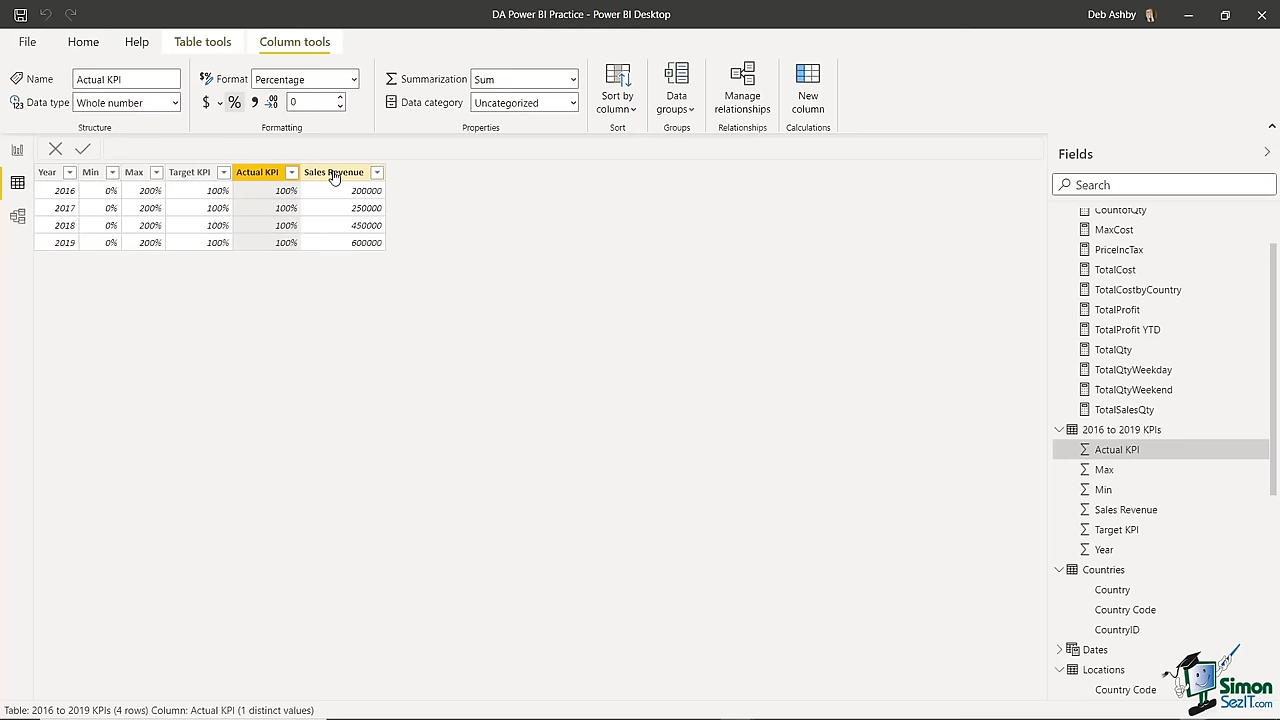 DA Power BI Practice - Power BI Desktop
Deb Ashby
File Home Help Table tools Column tools
Name Actual KPI
Data type Whole number
Structure
Format Percentage
$ % 0
Formatting
Summarization Sum
Data category Uncategorized
Properties
Sort by column
Sort
Data groups
Groups
Manage relationships
Relationships
New column
Calculations
Year Min Max Target KPI Actual KPI Sales Revenue
2016 0% 200% 100% 100% 200000
2017 0% 200% 100% 100% 250000
2018 0% 200% 100% 100% 450000
2019 0% 200% 100% 100% 600000
Fields
Search
CountofQty
MaxCost
PriceIncTax
TotalCost
TotalCostbyCountry
TotalProfit
TotalProfit YTD
TotalQty
TotalQtyWeekday
TotalQtyWeekend
TotalSalesQty
2016 to 2019 KPIs
Actual KPI
Max
Min
Sales Revenue
Target KPI
Year
Countries
Country
Country Code
CountryID
Dates
Locations
Country Code
Simon
SezIT.com
Table: 2016 to 2019 KPIs (4 rows) Column: Actual KPI (1 distinct values)